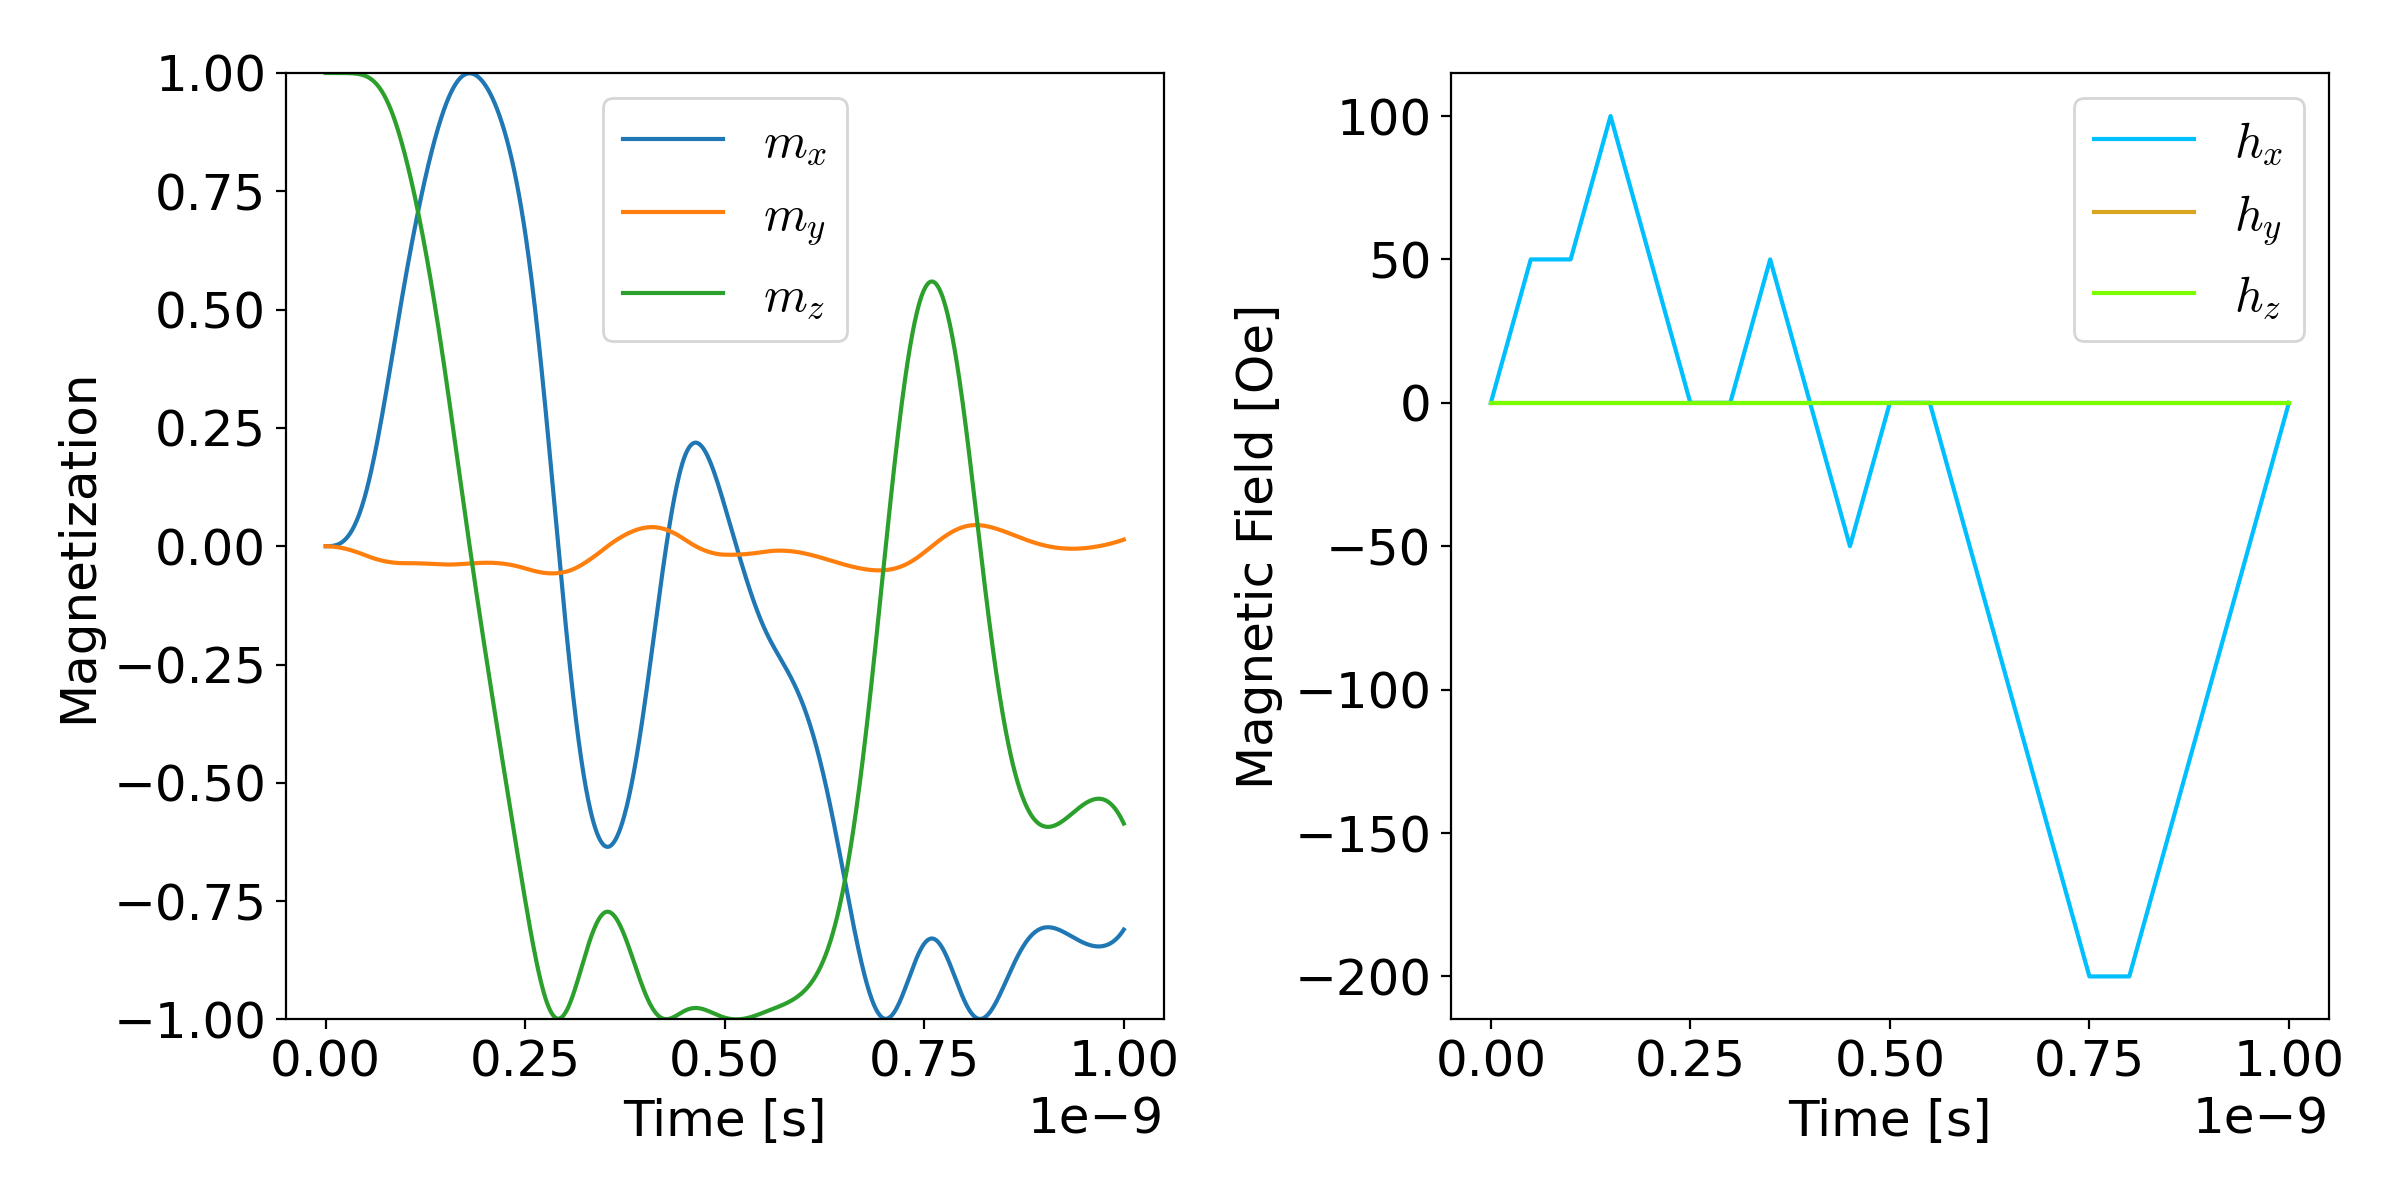 1.00
0.75
0.50
0.25
0.00
−0.25
−0.50
−0.75
−1.00
Magnetization
0.00 0.25 0.50 0.75 1.00
Time [s]
1e−9
m_x
m_y
m_z
100
50
0
−50
−100
−150
−200
Magnetic Field [Oe]
0.00 0.25 0.50 0.75 1.00
Time [s]
1e−9
h_x
h_y
h_z